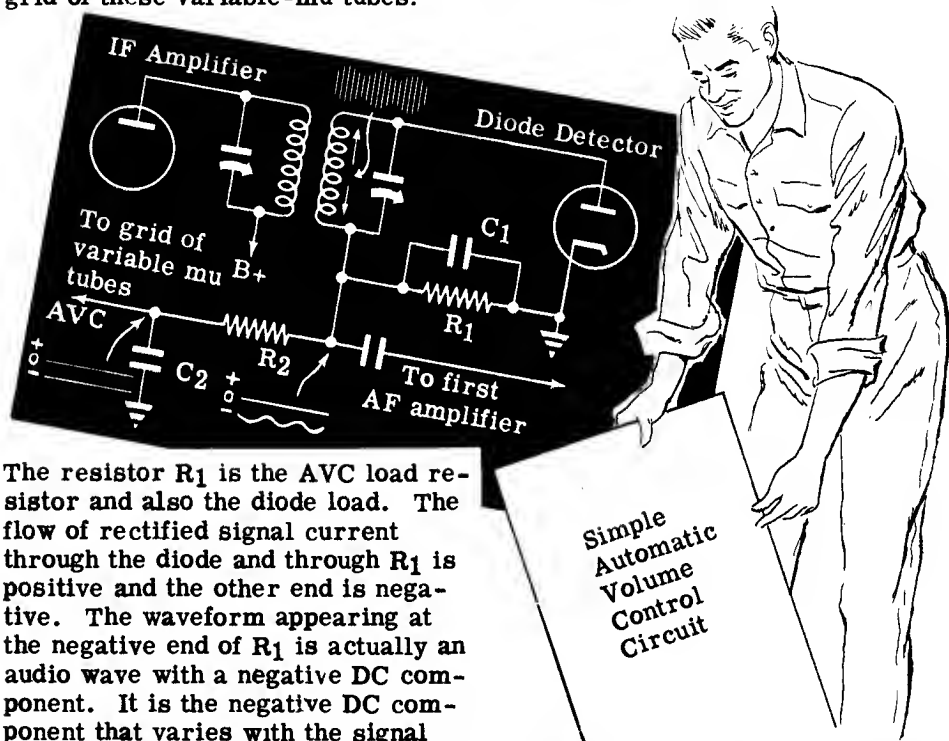 grid of these variable-mu tubes.
IF Amplifier
Diode Detector
To grid of
variable mu
tubes
B+
C1
R1
AVC
+
0
-
C2
R2
+
0
-
To first
AF amplifier
Simple
Automatic
Volume
Control
Circuit
The resistor R1 is the AVC load re-
sistor and also the diode load. The
flow of rectified signal current
through the diode and through R1 is
positive and the other end is nega-
tive. The waveform appearing at
the negative end of R1 is actually an
audio wave with a negative DC com-
ponent. It is the negative DC com-
ponent that varies with the signal